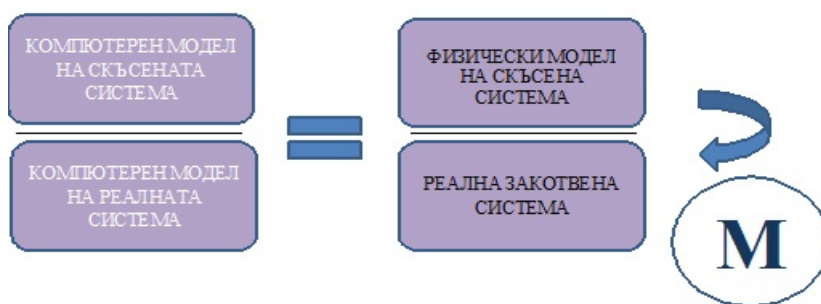 КОМПЮТЕРЕН МОДЕЛ
НА СКЪСЕНАТА
СИСТЕМА
ФИЗИЧЕСКИ МОДЕЛ
НА СКЪСЕНА
СИСТЕМА
КОМПЮТЕРЕН МОДЕЛ
НА РЕАЛНАТА
СИСТЕМА
РЕАЛНА ЗАКОТВЕНА
СИСТЕМА
М